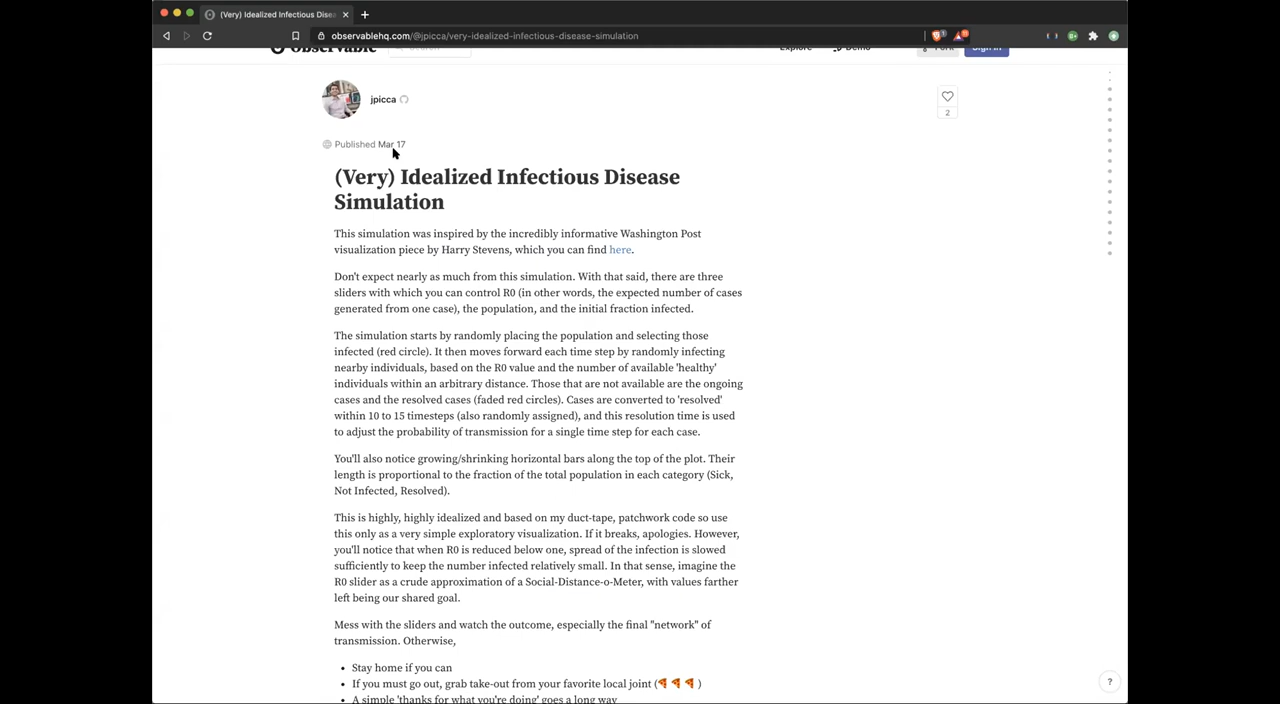 (Very) Idealized Infectious Disea
observablehq.com/@jpicca/very-idealized-infectious-disease-simulation
Observable Search Explore Demo Fork Sign in
jpicca
2
Published Mar 17
(Very) Idealized Infectious Disease
Simulation
This simulation was inspired by the incredibly informative Washington Post
visualization piece by Harry Stevens, which you can find here.
Don't expect nearly as much from this simulation. With that said, there are three
sliders with which you can control R0 (in other words, the expected number of cases
generated from one case), the population, and the initial fraction infected.
The simulation starts by randomly placing the population and selecting those
infected (red circle). It then moves forward each time step by randomly infecting
nearby individuals, based on the R0 value and the number of available 'healthy'
individuals within an arbitrary distance. Those that are not available are the ongoing
cases and the resolved cases (faded red circles). Cases are converted to 'resolved'
within 10 to 15 timesteps (also randomly assigned), and this resolution time is used
to adjust the probability of transmission for a single time step for each case.
You'll also notice growing/shrinking horizontal bars along the top of the plot. Their
length is proportional to the fraction of the total population in each category (Sick,
Not Infected, Resolved).
This is highly, highly idealized and based on my duct-tape, patchwork code so use
this only as a very simple exploratory visualization. If it breaks, apologies. However,
you'll notice that when R0 is reduced below one, spread of the infection is slowed
sufficiently to keep the number infected relatively small. In that sense, imagine the
R0 slider as a crude approximation of a Social-Distance-o-Meter, with values farther
left being our shared goal.
Mess with the sliders and watch the outcome, especially the final "network" of
transmission. Otherwise,
• Stay home if you can
• If you must go out, grab take-out from your favorite local joint (🍕 🍕 🍕 )
• A simple 'thanks for what you're doing' goes a long way
?